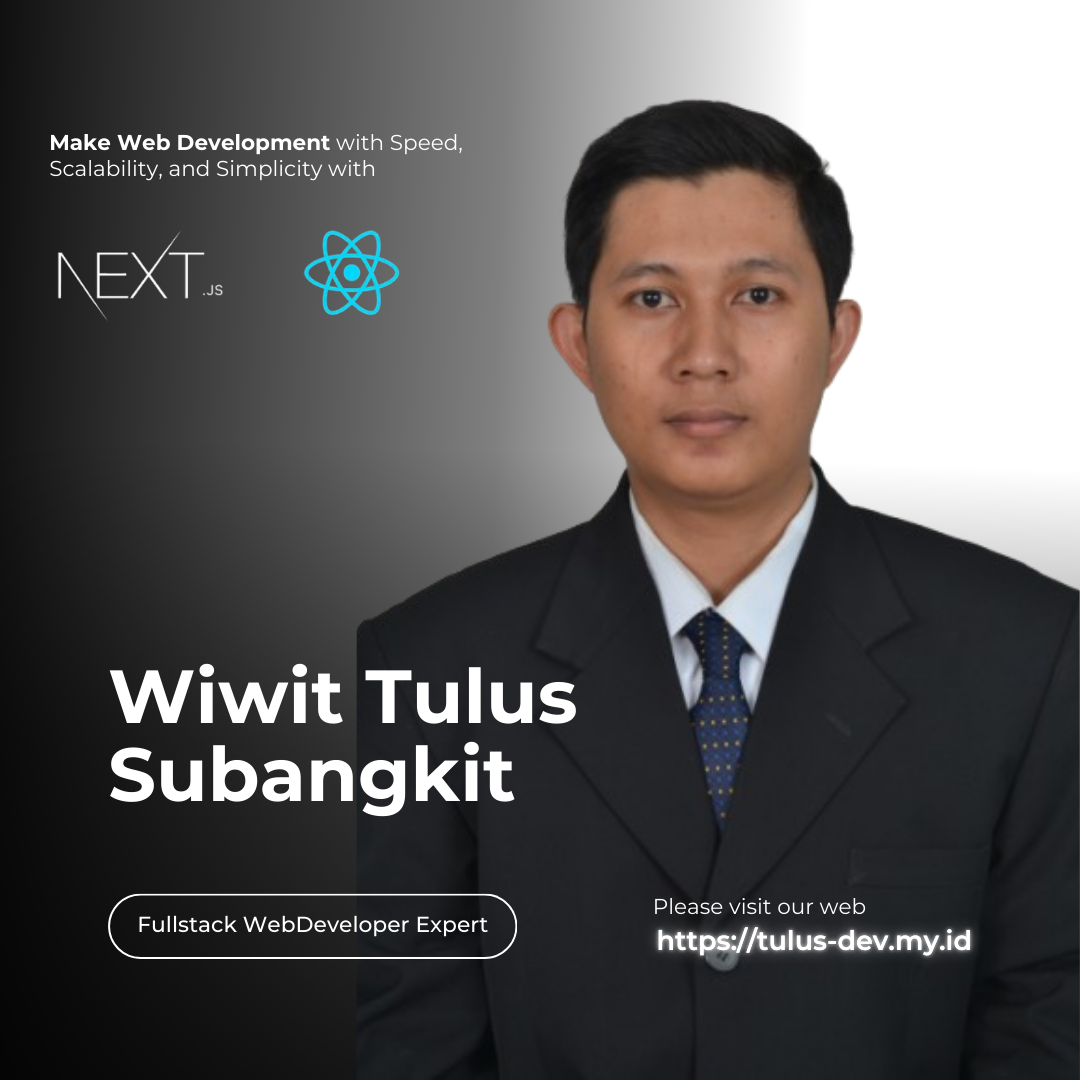 Make Web Development with Speed,
Scalability, and Simplicity with
NEXT.JS
Wiwit Tulus
Subangkit
Fullstack WebDeveloper Expert
Please visit our web
https://tulus-dev.my.id